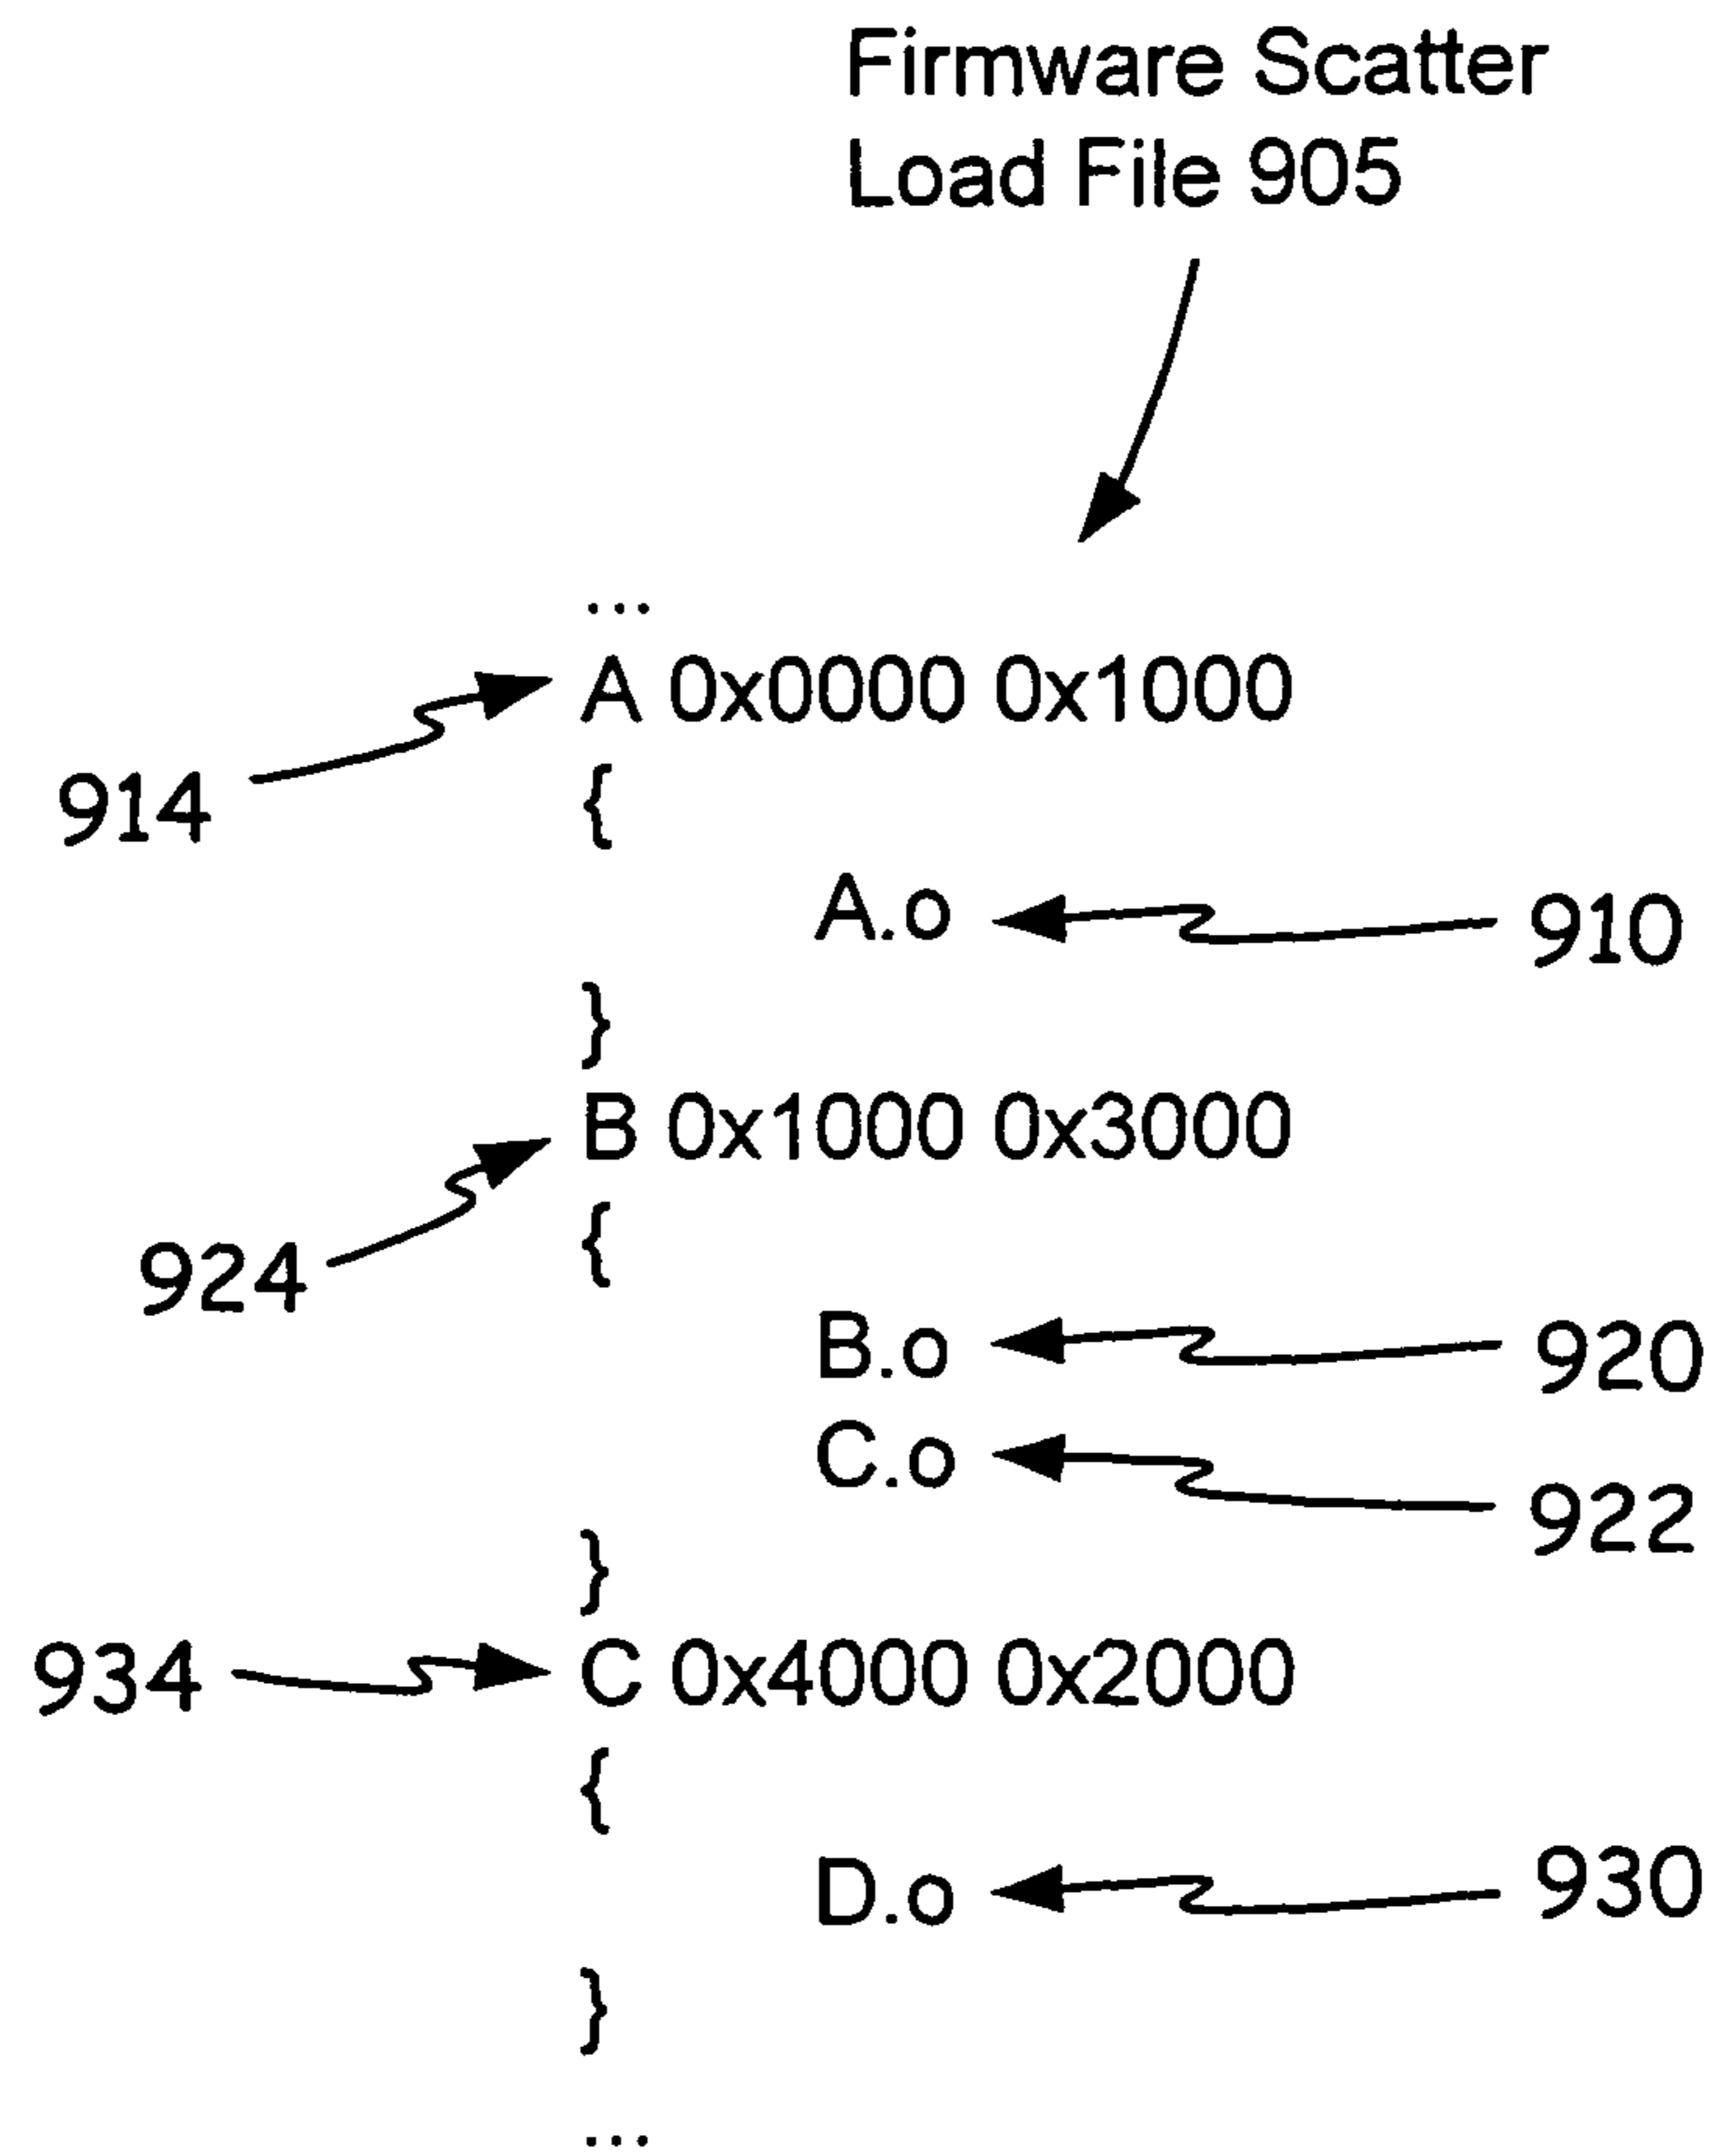 Firmware Scatter
Load File 905
...
A 0x0000 0x1000
914
{
A.o
910
}
B 0x1000 0x3000
924
{
B.o
920
C.o
922
}
934
C 0x4000 0x2000
{
D.o
930
}
...